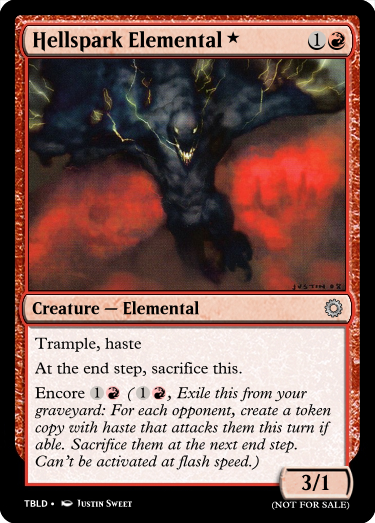 Hellspark Elemental ★ 1
JUSTIN 08
Creature — Elemental
Trample, haste
At the end step, sacrifice this.
Encore 1 (1 , Exile this from your
graveyard: For each opponent, create a token
copy with haste that attacks them this turn if
able. Sacrifice them at the next end step.
Can't be activated at flash speed.)
3/1
TBLD • Justin Sweet
(NOT FOR SALE)